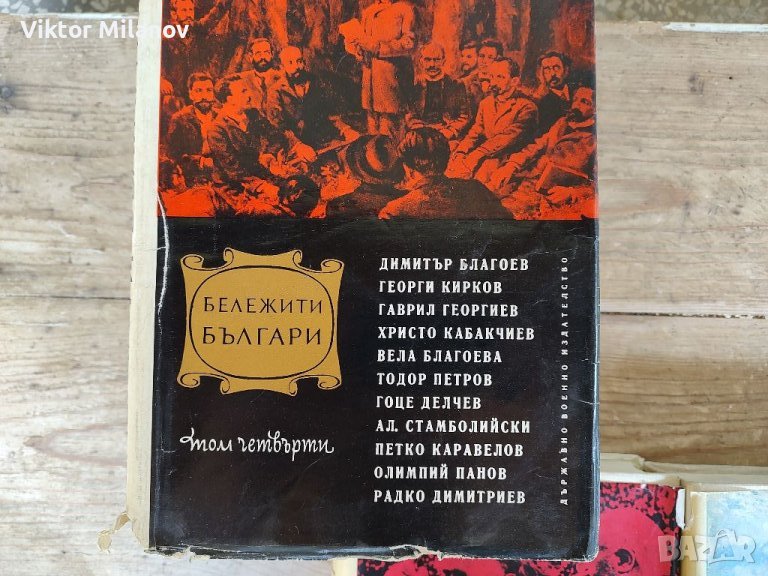 Viktor Milanov
БЕЛЕЖИТИ
БЪЛГАРИ
том четвърти
ДИМИТЪР БЛАГОЕВ
ГЕОРГИ КИРКОВ
ГАВРИЛ ГЕОРГИЕВ
ХРИСТО КАБАКЧИЕВ
ВЕЛА БЛАГОЕВА
ТОДОР ПЕТРОВ
ГОЦЕ ДЕЛЧЕВ
АЛ. СТАМБОЛИЙСКИ
ПЕТКО КАРАВЕЛОВ
ОЛИМПИЙ ПАНОВ
РАДКО ДИМИТРИЕВ
ДЪРЖАВНО ВОЕННО ИЗДАТЕЛСТВО
BAZAR